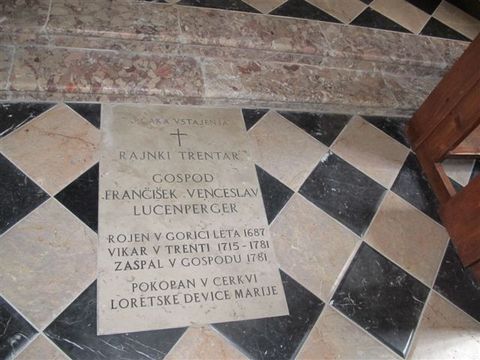 ČAKA VSTAJENJA
RAJNKI TRENTAR
GOSPOD
FRANČIŠEK VENCESLAV
LUCENPERGER
ROJEN V GORICI LETA 1687
VIKAR V TRENTI 1715-1781
ZASPAL V GOSPODU 1781
POKOPAN V CERKVI
LORETSKE DEVICE MARIJE